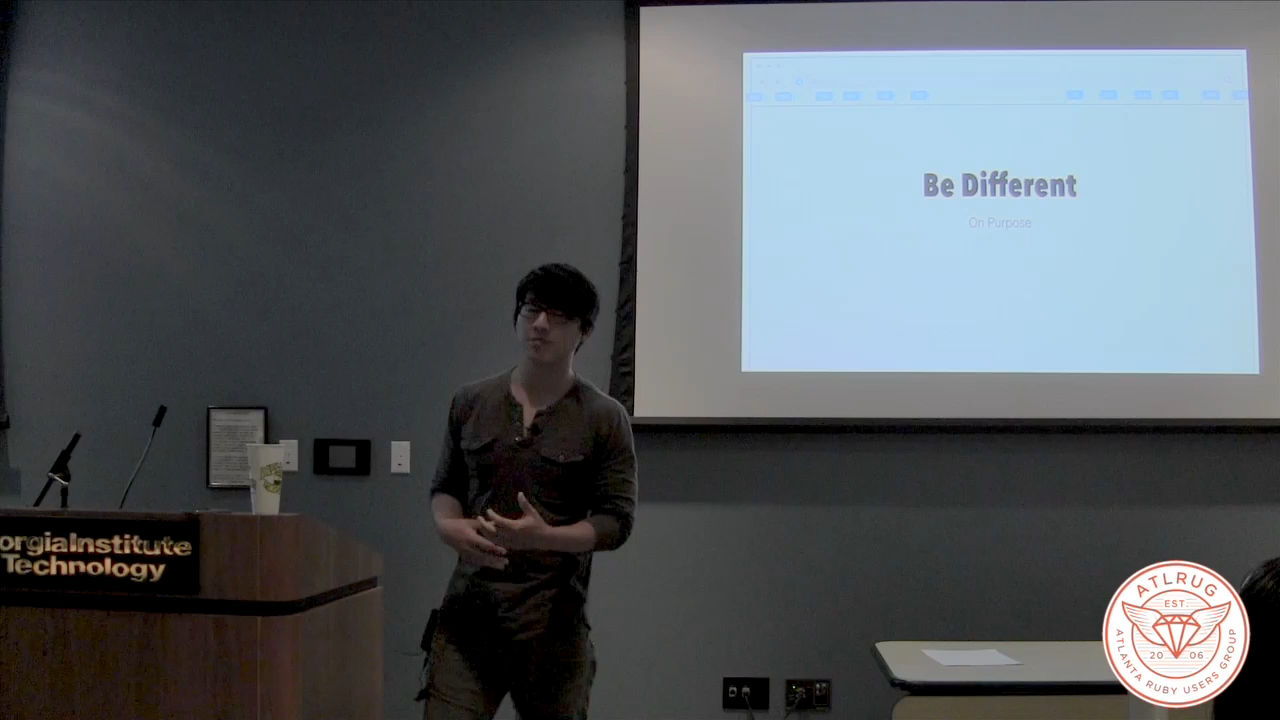 Be Different
On Purpose
orgiaInstitute
Technology
ATLRUG
EST.
20 06
ATLANTA RUBY USERS GROUP